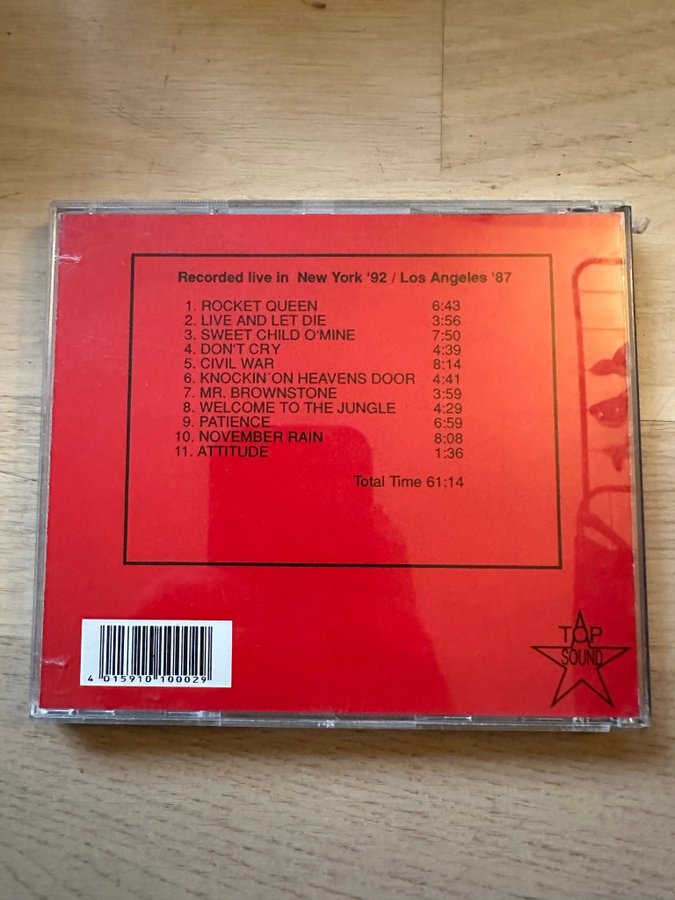 Recorded live in New York '92 / Los Angeles '87
1. ROCKET QUEEN 6:43
2. LIVE AND LET DIE 3:56
3. SWEET CHILD O'MINE 7:50
4. DON'T CRY 4:39
5. CIVIL WAR 8:14
6. KNOCKIN´ON HEAVENS DOOR 4:41
7. MR. BROWNSTONE 3:59
8. WELCOME TO THE JUNGLE 4:29
9. PATIENCE 6:59
10. NOVEMBER RAIN 8:08
11. ATTITUDE 1:36
Total Time 61:14
TOP
SOUND
4 015910 100029